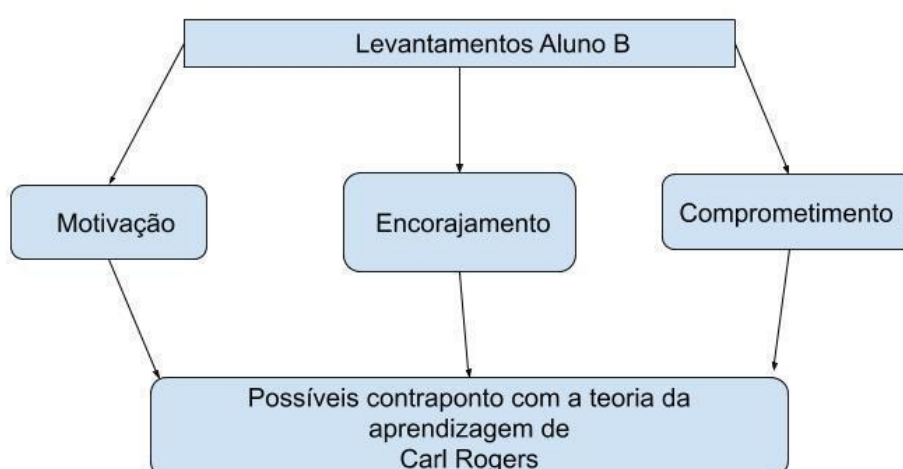 Levantamentos Aluno B
Motivação
Encorajamento
Comprometimento
Possíveis contraponto com a teoria da
aprendizagem de
Carl Rogers